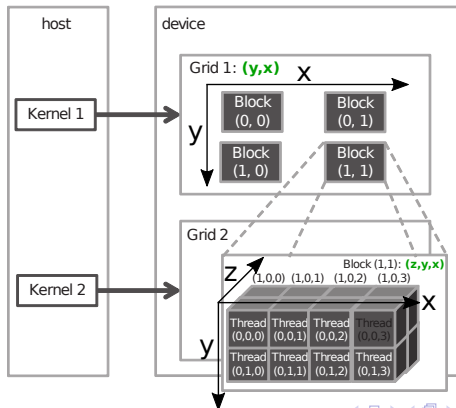 host
device
Grid 1: (y,x)
x
y
Kernel 1
Block
(0, 0)
Block
(0, 1)
Block
(1, 0)
Block
(1, 1)
Grid 2
Kernel 2
Block (1,1): (z,y,x)
z
(1,0,0) (1,0,1) (1,0,2) (1,0,3)
x
y
Thread
(0,0,0)
Thread
(0,0,1)
Thread
(0,0,2)
Thread
(0,0,3)
Thread
(0,1,0)
Thread
(0,1,1)
Thread
(0,1,2)
Thread
(0,1,3)